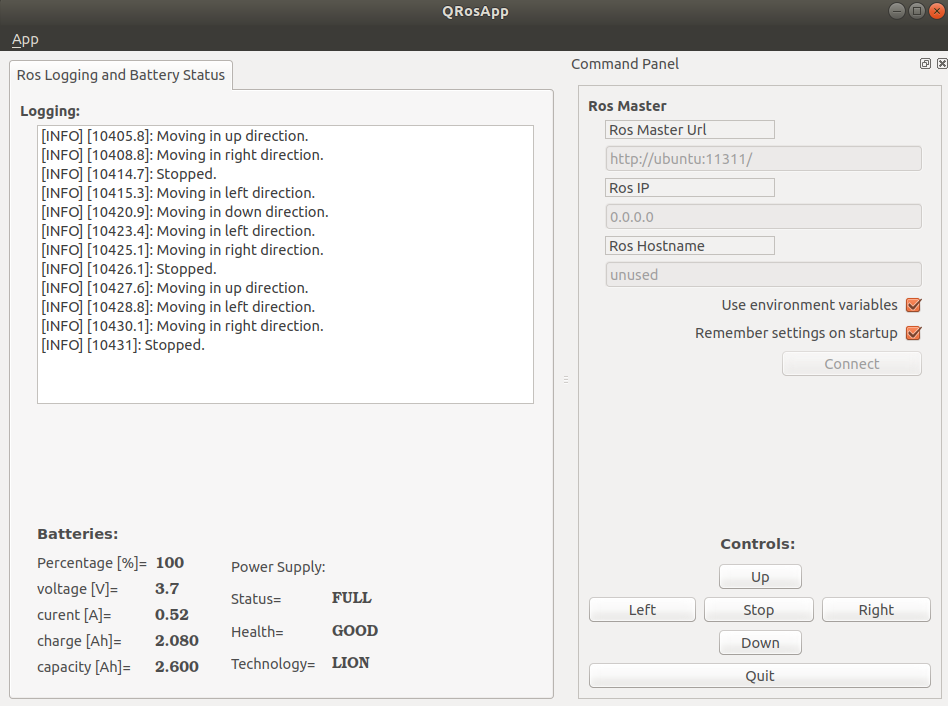 QRosApp
App
Ros Logging and Battery Status
Logging:
[INFO] [10405.8]: Moving in up direction.
[INFO] [10408.8]: Moving in right direction.
[INFO] [10414.7]: Stopped.
[INFO] [10415.3]: Moving in left direction.
[INFO] [10420.9]: Moving in down direction.
[INFO] [10423.4]: Moving in left direction.
[INFO] [10425.1]: Moving in right direction.
[INFO] [10426.1]: Stopped.
[INFO] [10427.6]: Moving in up direction.
[INFO] [10428.8]: Moving in left direction.
[INFO] [10430.1]: Moving in right direction.
[INFO] [10431]: Stopped.
Batteries:
Percentage [%]= 100
voltage [V]= 3.7
curent [A]= 0.52
charge [Ah]= 2.080
capacity [Ah]= 2.600
Power Supply:
Status= FULL
Health= GOOD
Technology= LION
Command Panel
Ros Master
Ros Master Url
http://ubuntu:11311/
Ros IP
0.0.0.0
Ros Hostname
unused
Use environment variables
Remember settings on startup
Connect
Controls:
Up
Left Stop Right
Down
Quit